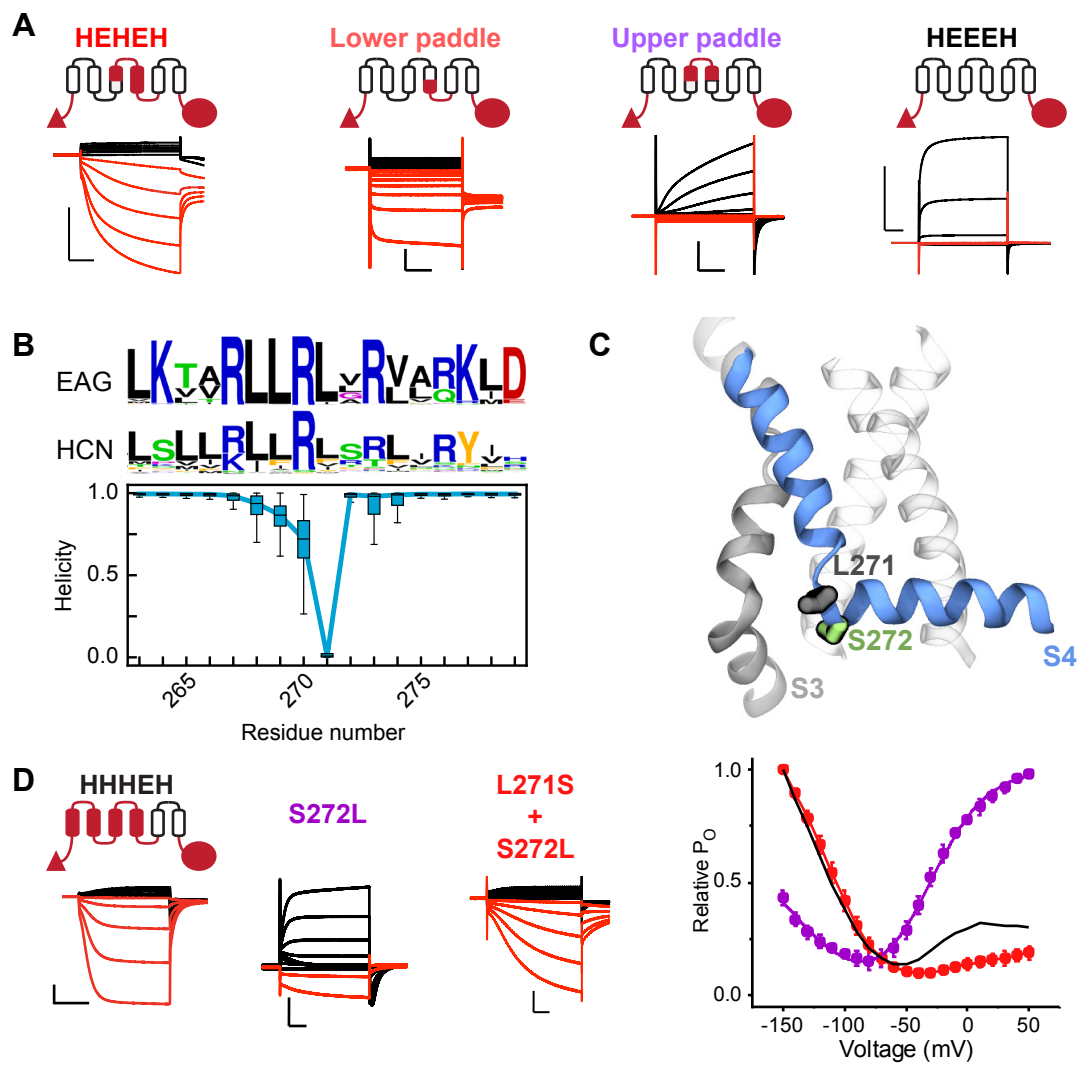 A
HEHEH
Lower paddle
Upper paddle
HEEEH
B
EAG
HCN
1.0
0.5
0.0
Helicity
265
270
275
Residue number
C
L271
S272
S3
S4
D
HHHEH
S272L
L271S
+
S272L
1.0
0.5
0.0
Relative PO
-150
-100
-50
0
50
Voltage (mV)